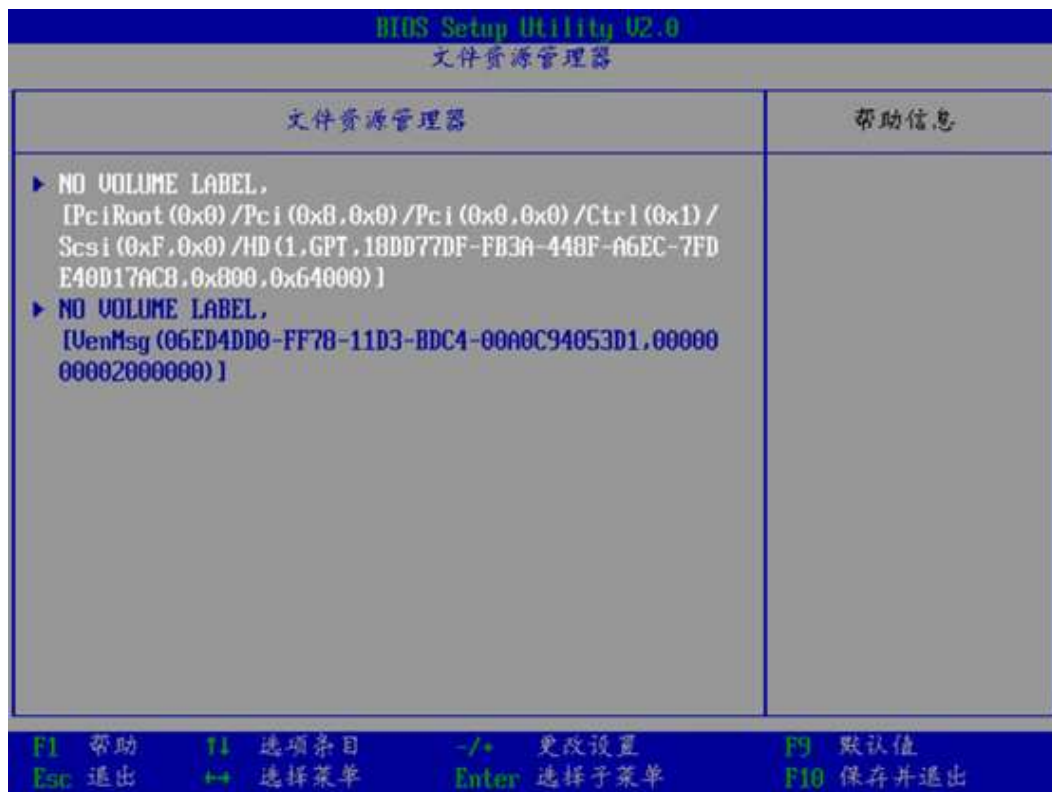 BIOS Setup Utility V2.0
文件资源管理器
文件资源管理器
帮助信息
NO VOLUME LABEL,
[PciRoot(0x0)/Pci(0x8,0x0)/Pci(0x0,0x0)/Ctrl(0x1)/
Scsi(0xF,0x0)/HD(1,GPT,18DD77DF-FB3A-448F-A6EC-7FD
E40D17AC8,0x800,0x64000)]
NO VOLUME LABEL,
[VenMsg(06ED4DD0-FF78-11D3-BDC4-00A0C94053D1,00000
00002000000)]
F1 帮助 ↑↓ 选项条目 -/+ 更改设置 F9 默认值
Esc 退出 ←→ 选择菜单 Enter 选择子菜单 F10 保存并退出